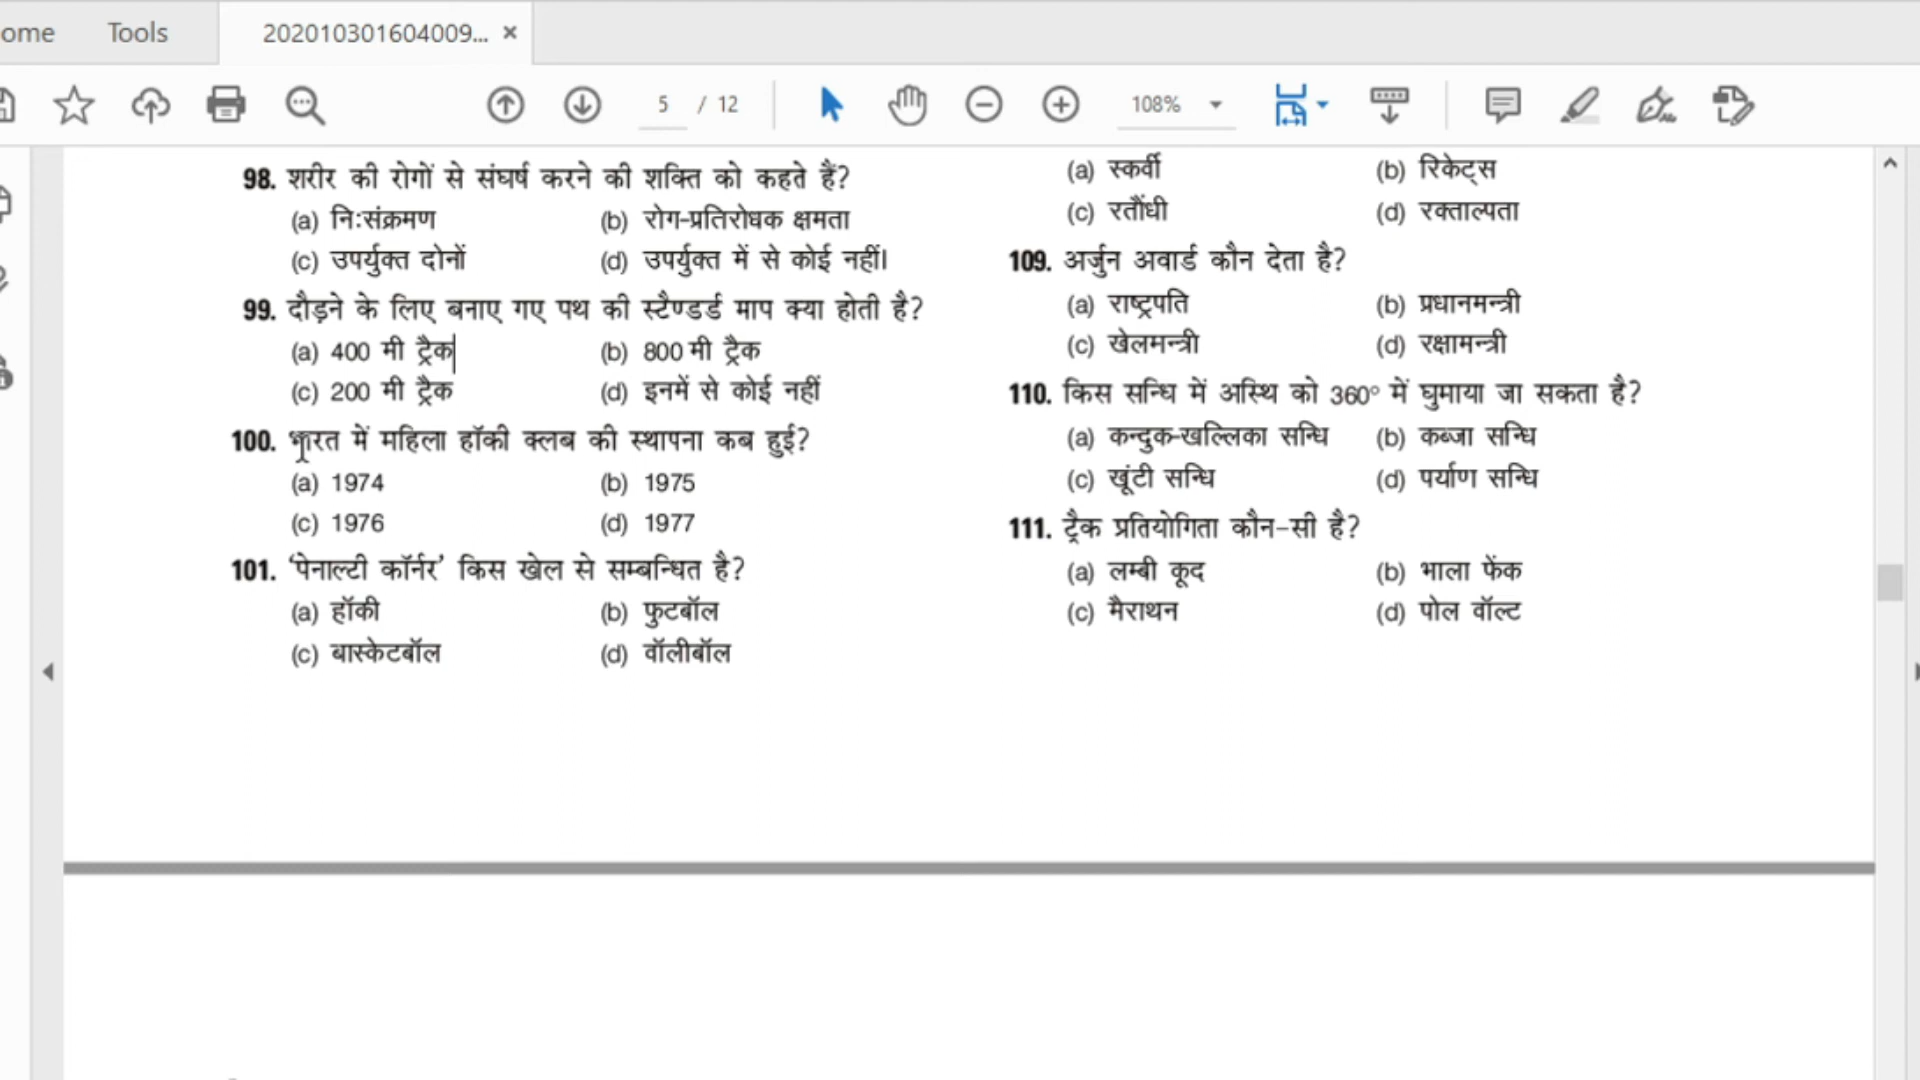 ome
Tools
202010301604009...
5 / 12
108%
98. शरीर की रोगों से संघर्ष करने की शक्ति को कहते हैं?
(a) निःसंक्रमण (b) रोग-प्रतिरोधक क्षमता
(c) उपर्युक्त दोनों (d) उपर्युक्त में से कोई नहीं।
99. दौड़ने के लिए बनाए गए पथ की स्टैण्डर्ड माप क्या होती है?
(a) 400 मी ट्रैक (b) 800 मी ट्रैक
(c) 200 मी ट्रैक (d) इनमें से कोई नहीं
100. भारत में महिला हॉकी क्लब की स्थापना कब हुई?
(a) 1974 (b) 1975
(c) 1976 (d) 1977
101. ‘पेनाल्टी कॉर्नर’ किस खेल से सम्बन्धित है?
(a) हॉकी (b) फुटबॉल
(c) बास्केटबॉल (d) वॉलीबॉल
(a) स्कर्वी (b) रिकेट्स
(c) रतौंधी (d) रक्ताल्पता
109. अर्जुन अवार्ड कौन देता है?
(a) राष्ट्रपति (b) प्रधानमन्त्री
(c) खेलमन्त्री (d) रक्षामन्त्री
110. किस सन्धि में अस्थि को 360° में घुमाया जा सकता है?
(a) कन्दुक-खल्लिका सन्धि (b) कब्जा सन्धि
(c) खूंटी सन्धि (d) पर्याण सन्धि
111. ट्रैक प्रतियोगिता कौन-सी है?
(a) लम्बी कूद (b) भाला फेंक
(c) मैराथन (d) पोल वॉल्ट